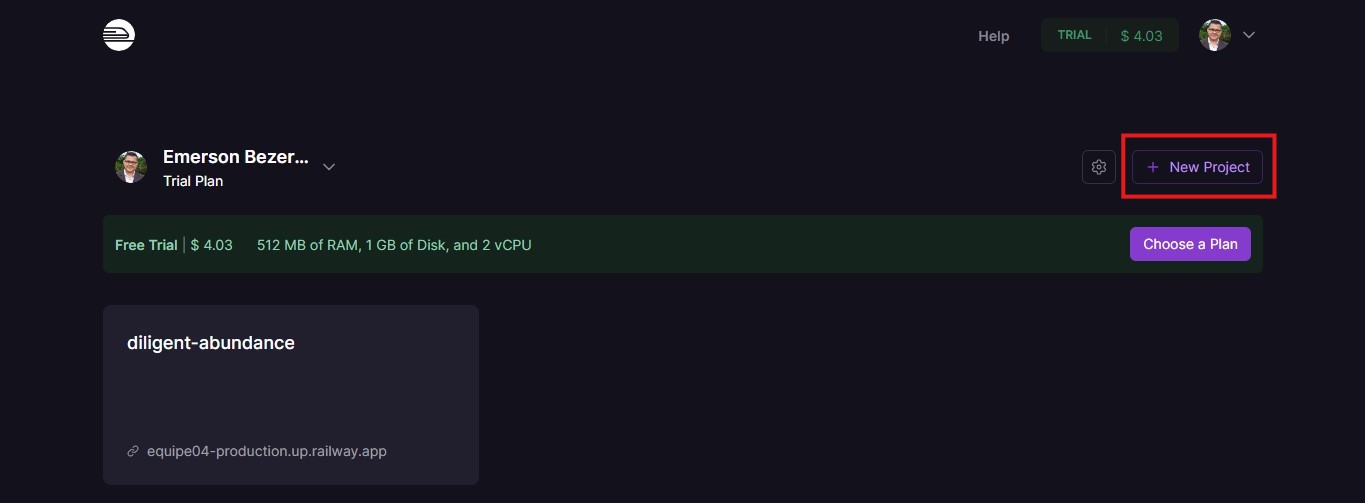 Help
TRIAL $ 4.03
Emerson Bezer...
Trial Plan
+ New Project
Free Trial | $ 4.03 512 MB of RAM, 1 GB of Disk, and 2 vCPU
Choose a Plan
diligent-abundance
equipe04-production.up.railway.app